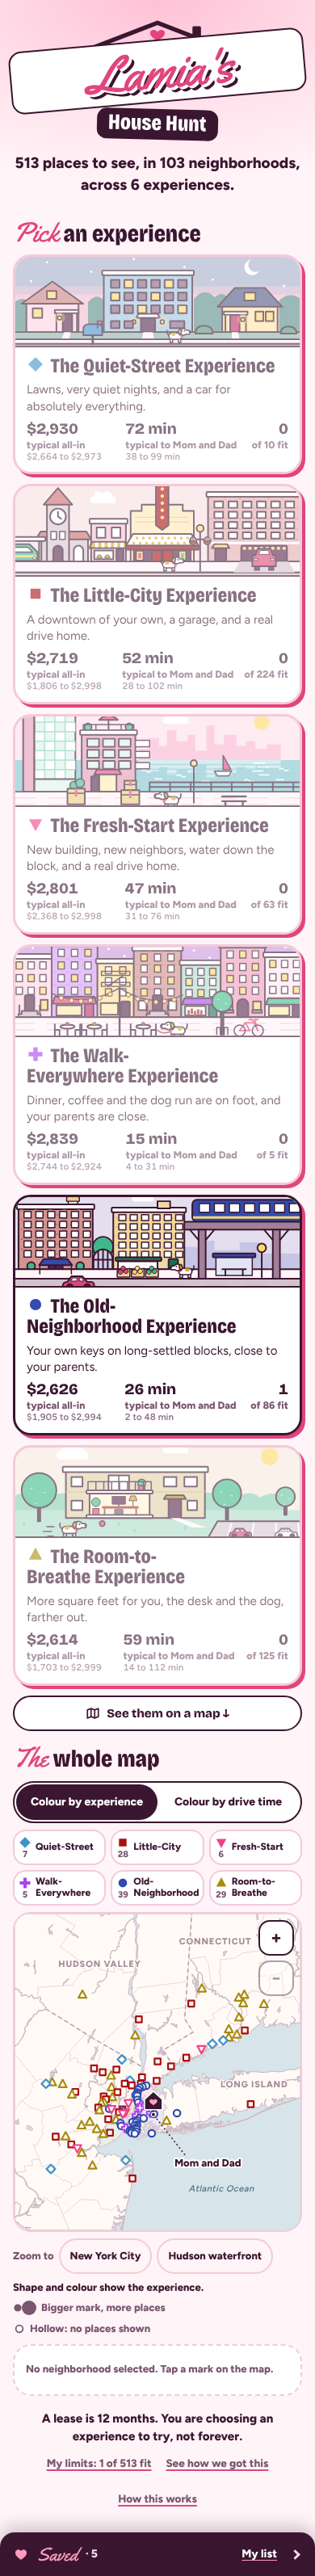 Lamia's
House Hunt
513 places to see, in 103 neighborhoods,
across 6 experiences.
Pick an experience
The Quiet-Street Experience
Lawns, very quiet nights, and a car for
absolutely everything.
$2,930 72 min 0
typical all-in typical to Mom and Dad of 10 fit
$2,664 to $2,973 38 to 99 min
The Little-City Experience
A downtown of your own, a garage, and a real
drive home.
$2,719 52 min 0
typical all-in typical to Mom and Dad of 224 fit
$1,806 to $2,998 28 to 102 min
The Fresh-Start Experience
New building, new neighbors, water down the
block, and a real drive home.
$2,801 47 min 0
typical all-in typical to Mom and Dad of 63 fit
$2,368 to $2,998 31 to 76 min
The Walk-
Everywhere Experience
Dinner, coffee and the dog run are on foot, and
your parents are close.
$2,839 15 min 0
typical all-in typical to Mom and Dad of 5 fit
$2,744 to $2,924 4 to 31 min
The Old-
Neighborhood Experience
Your own keys on long-settled blocks, close to
your parents.
$2,626 26 min 1
typical all-in typical to Mom and Dad of 86 fit
$1,905 to $2,994 2 to 48 min
The Room-to-
Breathe Experience
More square feet for you, the desk and the dog,
farther out.
$2,614 59 min 0
typical all-in typical to Mom and Dad of 125 fit
$1,703 to $2,999 14 to 112 min
See them on a map ↓
The whole map
Colour by experience Colour by drive time
Quiet-Street 7
Little-City 28
Fresh-Start 6
Walk-
Everywhere 5
Old-
Neighborhood 39
Room-to-
Breathe 29
CONNECTICUT
HUDSON VALLEY
LONG ISLAND
Mom and Dad
Atlantic Ocean
+
−
Zoom to New York City Hudson waterfront
Shape and colour show the experience.
Bigger mark, more places
Hollow: no places shown
No neighborhood selected. Tap a mark on the map.
A lease is 12 months. You are choosing an
experience to try, not forever.
My limits: 1 of 513 fit See how we got this
How this works
Saved · 5 My list